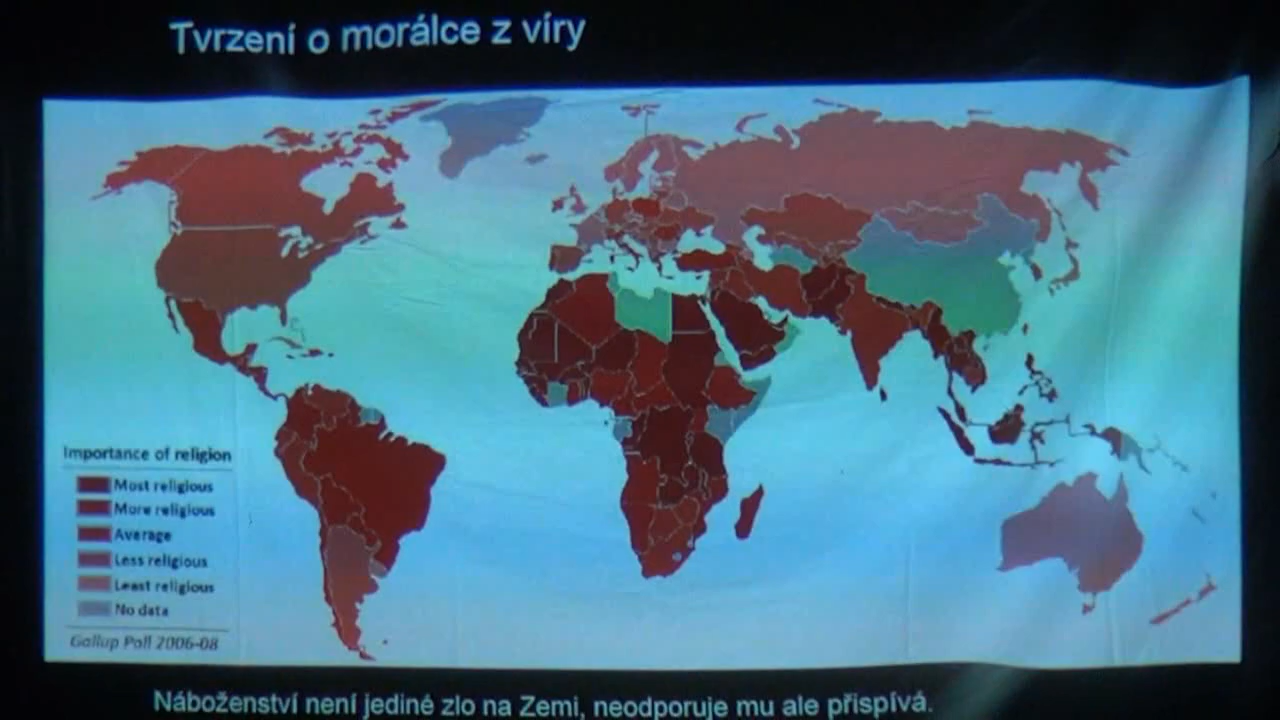 Tvrzení o morálce z víry
Importance of religion
Most religious
More religious
Average
Less religious
Least religious
No data
Gallup Poll 2006-08
Náboženství není jediné zlo na Zemi, neodporuje mu ale přispívá.